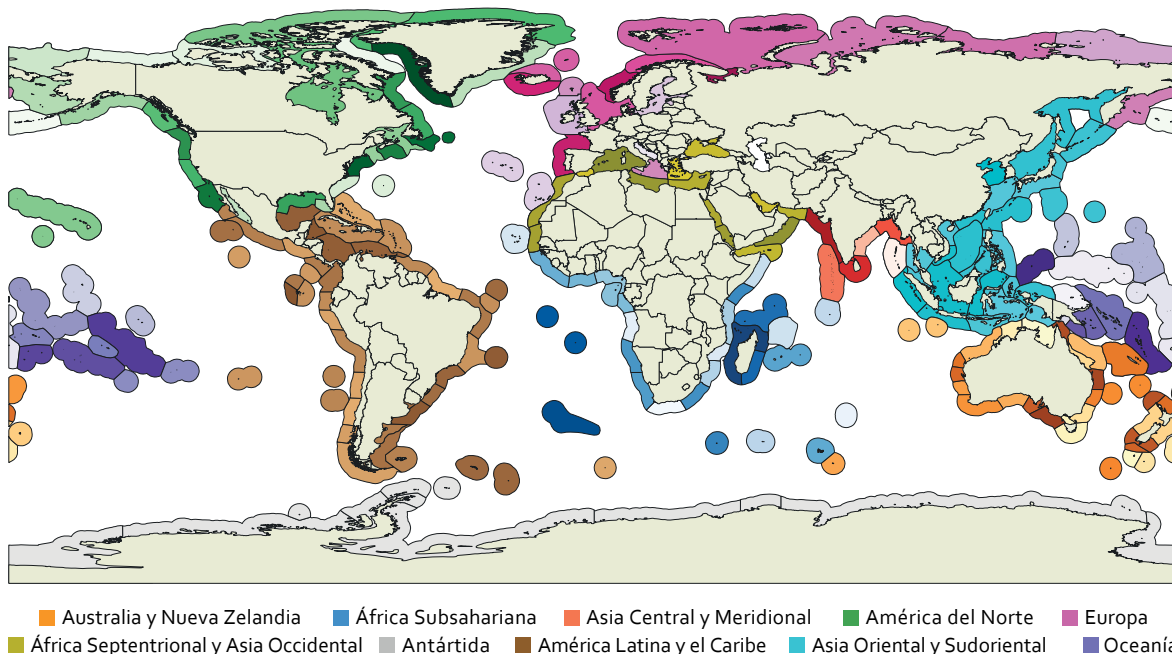 Australia y Nueva Zelandia África Subsahariana Asia Central y Meridional América del Norte Europa
África Septentrional y Asia Occidental Antártida América Latina y el Caribe Asia Oriental y Sudoriental Oceanía